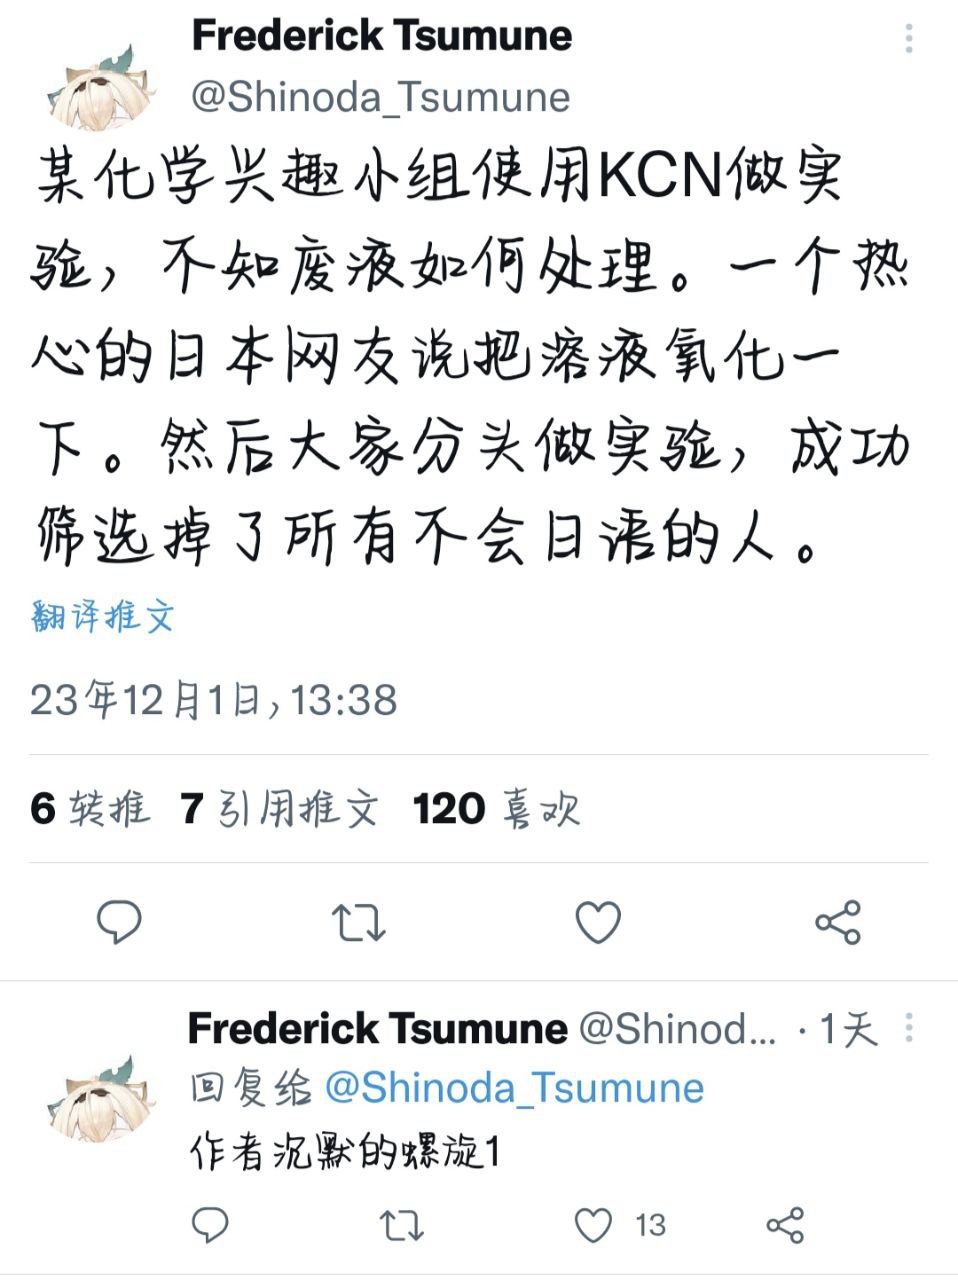 Frederick Tsumune
@Shinoda_Tsumune
某化学兴趣小组使用KCN做实
验，不知废液如何处理。一个热
心的日本网友说把溶液氧化一
下。然后大家分头做实验，成功
筛选掉了所有不会日语的人。
翻译推文
23年12月1日，13:38
6 转推 7 引用推文 120 喜欢
Frederick Tsumune @Shinod... · 1天
回复给 @Shinoda_Tsumune
作者沉默的螺旋1
13